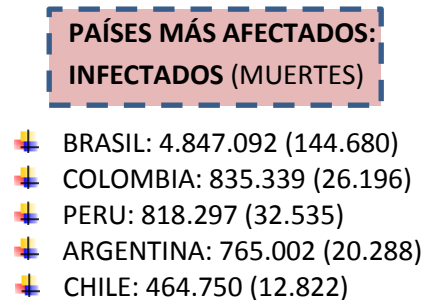 PAÍSES MÁS AFECTADOS:
INFECTADOS (MUERTES)
BRASIL: 4.847.092 (144.680)
COLOMBIA: 835.339 (26.196)
PERU: 818.297 (32.535)
ARGENTINA: 765.002 (20.288)
CHILE: 464.750 (12.822)